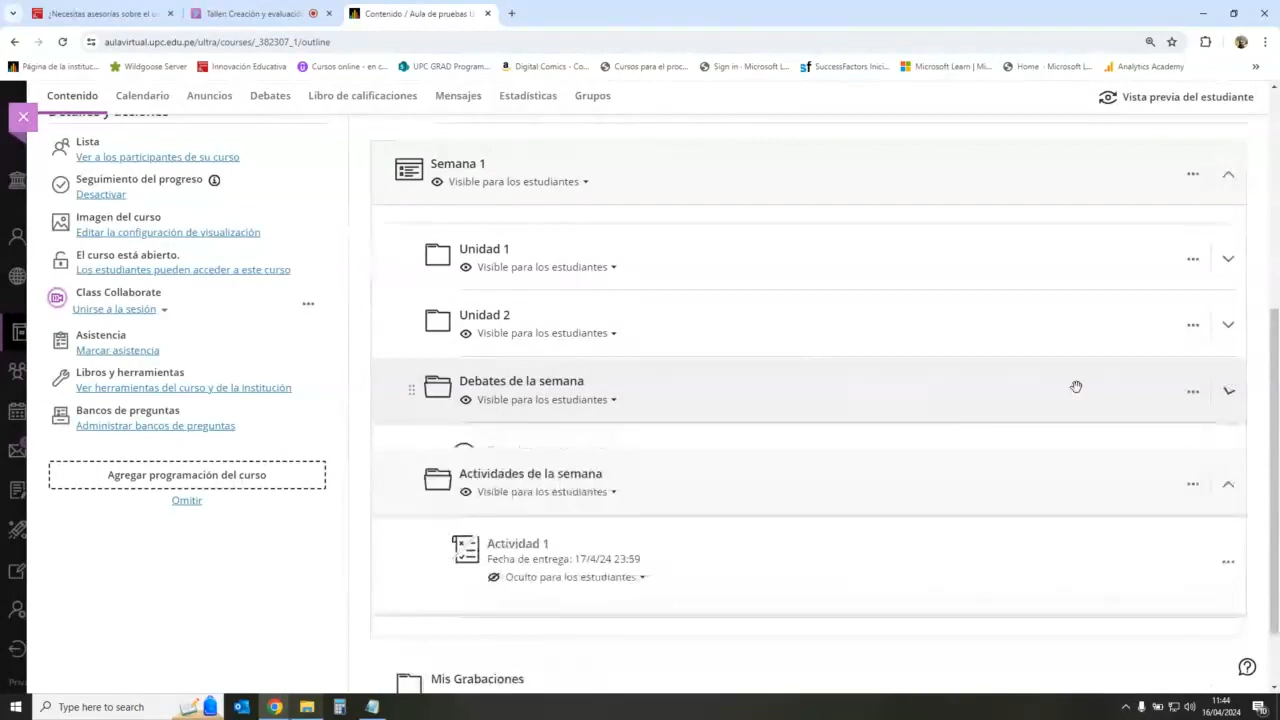 ¿Necesitas asesorías sobre el u
Taller: Creación y evaluació
Contenido / Aula de pruebas U
aulavirtual.upc.edu.pe/ultra/courses/_382307_1/outline
Página de la instituc...
Wildgoose Server
Innovación Educativa
Cursos online - en c...
UPC GRAD Program...
Digital Comics - Co...
Cursos para el proc...
Sign in · Microsoft L...
SuccessFactors Inici...
Microsoft Learn | Mi...
Home · Microsoft L...
Analytics Academy
Contenido
Calendario
Anuncios
Debates
Libro de calificaciones
Mensajes
Estadísticas
Grupos
Vista previa del estudiante
Detalles y acciones
Lista
Ver a los participantes de su curso
Seguimiento del progreso
Desactivar
Imagen del curso
Editar la configuración de visualización
El curso está abierto.
Los estudiantes pueden acceder a este curso
Class Collaborate
Unirse a la sesión
Asistencia
Marcar asistencia
Libros y herramientas
Ver herramientas del curso y de la institución
Bancos de preguntas
Administrar bancos de preguntas
Agregar programación del curso
Omitir
Semana 1
Visible para los estudiantes
Unidad 1
Visible para los estudiantes
Unidad 2
Visible para los estudiantes
Debates de la semana
Visible para los estudiantes
Actividades de la semana
Visible para los estudiantes
Actividad 1
Fecha de entrega: 17/4/24 23:59
Oculto para los estudiantes
Mis Grabaciones
Priv
Type here to search
11:44
16/04/2024